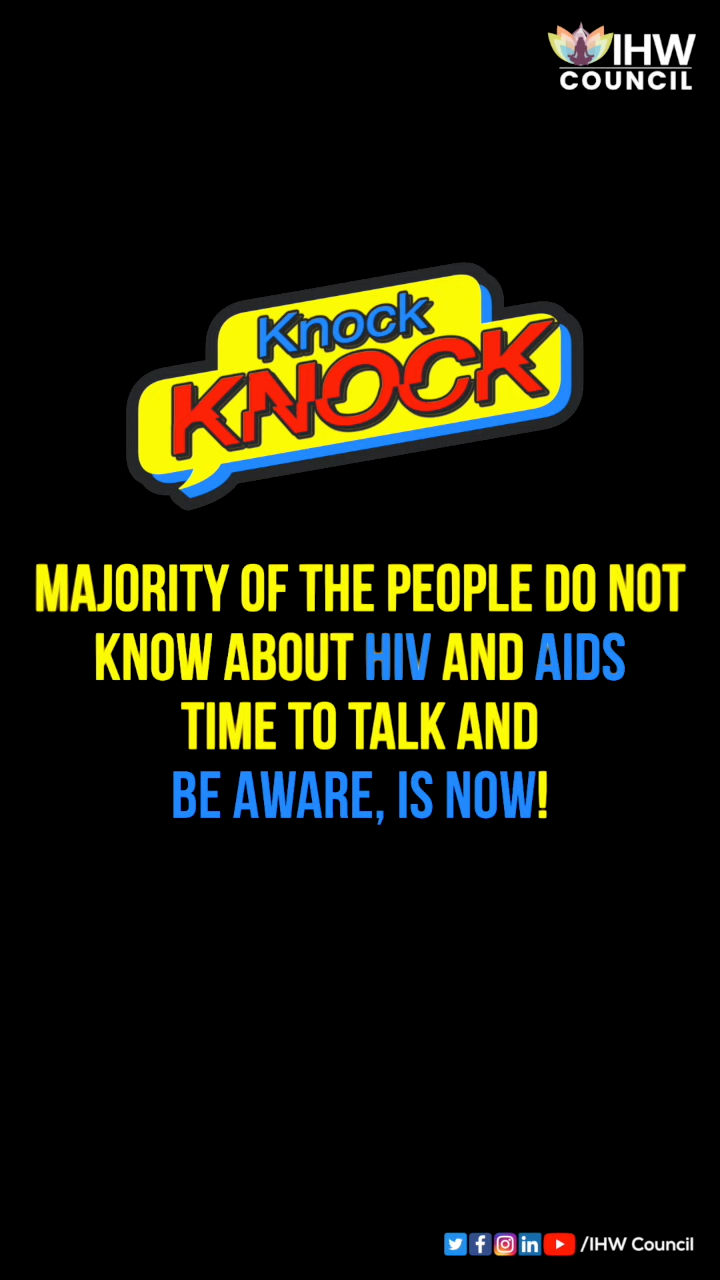 IHW
COUNCIL
Knock
KNOCK
MAJORITY OF THE PEOPLE DO NOT
KNOW ABOUT HIV AND AIDS
TIME TO TALK AND
BE AWARE, IS NOW!
/IHW Council